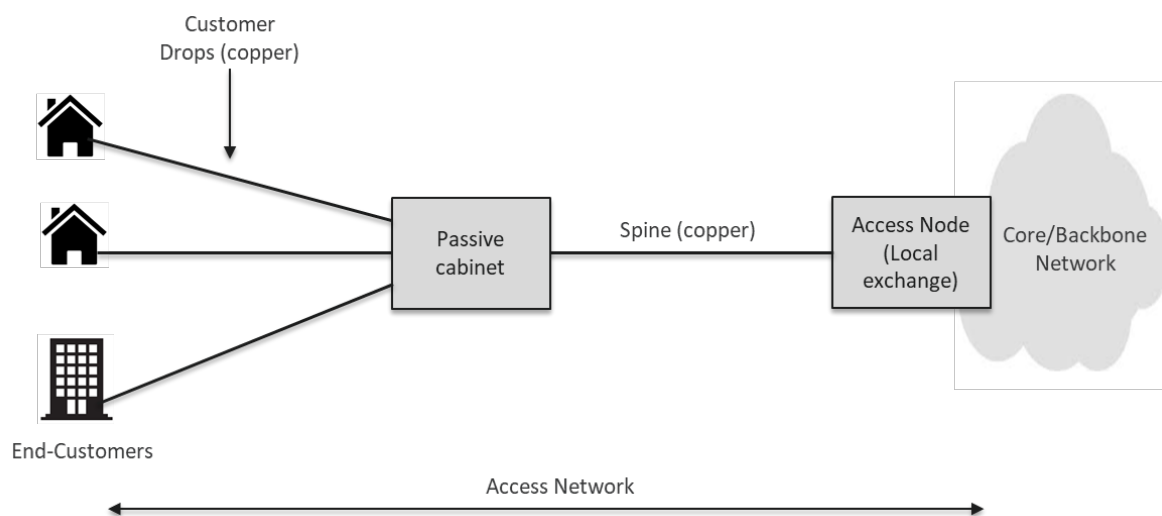 Customer
Drops (copper)
Passive
cabinet
Spine (copper)
Access Node
(Local
exchange)
Core/Backbone
Network
End-Customers
Access Network